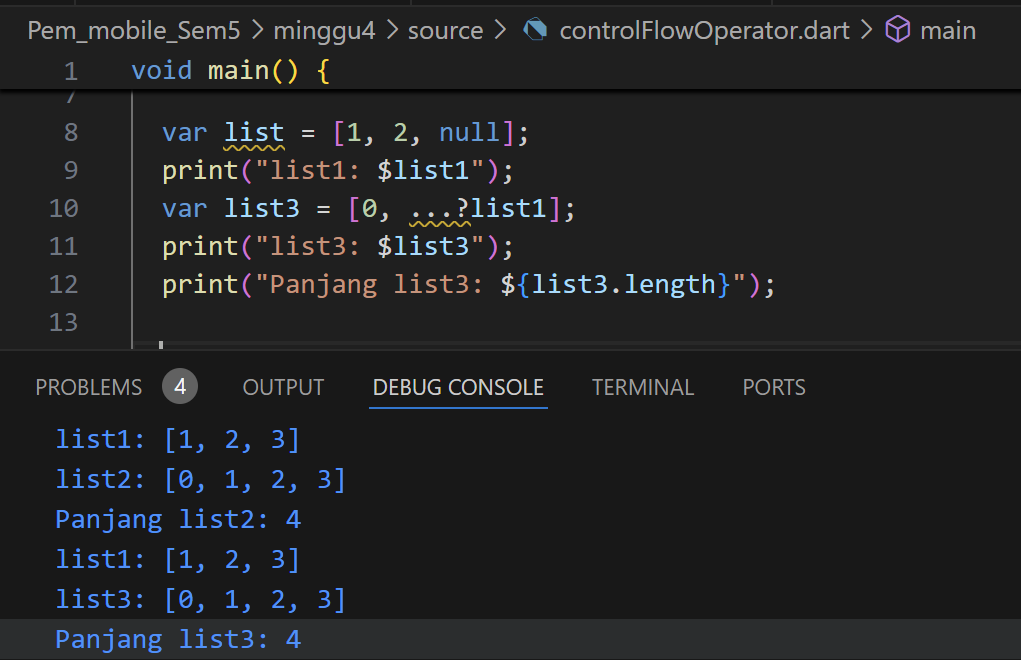 Pem_mobile_Sem5 > minggu4 > source > controlFlowOperator.dart > main
1 void main() {
7
8 var list = [1, 2, null];
9 print("list1: $list1");
10 var list3 = [0, ...?list1];
11 print("list3: $list3");
12 print("Panjang list3: ${list3.length}");
13
PROBLEMS 4 OUTPUT DEBUG CONSOLE TERMINAL PORTS
list1: [1, 2, 3]
list2: [0, 1, 2, 3]
Panjang list2: 4
list1: [1, 2, 3]
list3: [0, 1, 2, 3]
Panjang list3: 4